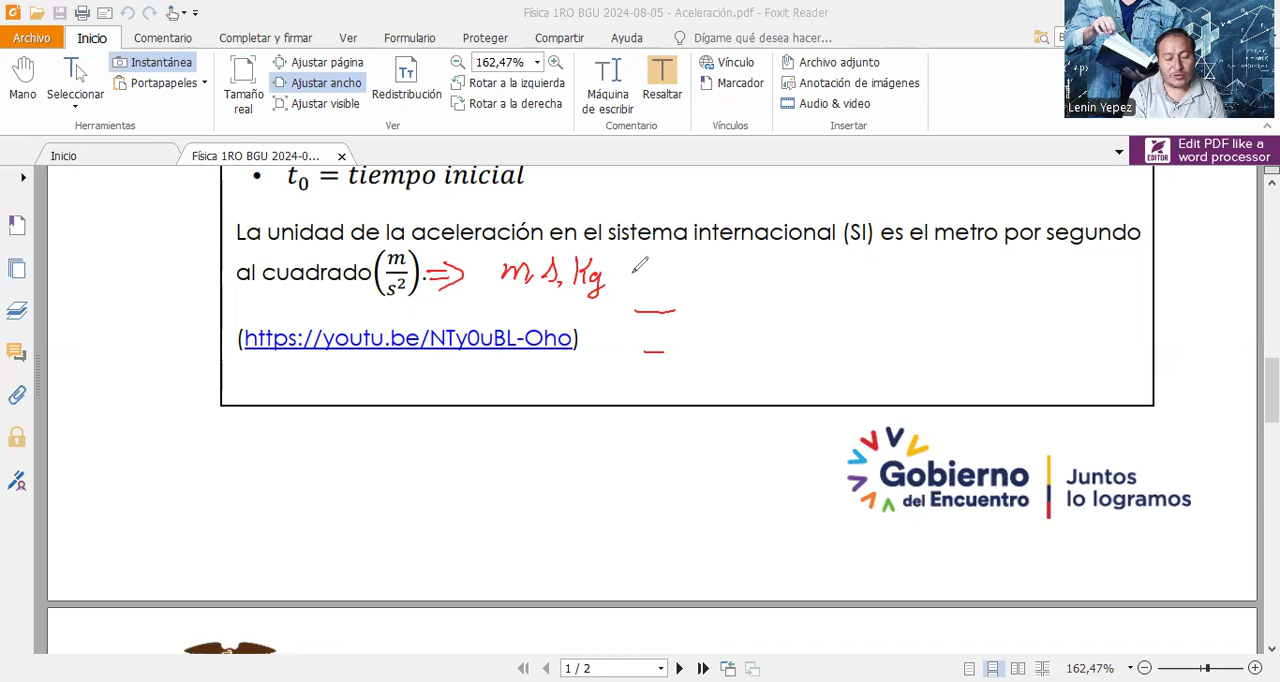 Física 1RO BGU 2024-08-05 - Aceleración.pdf - Foxit Reader
Archivo Inicio Comentario Completar y firmar Ver Formulario Proteger Compartir Ayuda Dígame qué desea hacer...
Mano
Seleccionar
Instantánea
Portapapeles
Herramientas
Tamaño real
Ajustar página
Ajustar ancho
Ajustar visible
Redistribución
162,47%
Rotar a la izquierda
Rotar a la derecha
Ver
Máquina de escribir
Resaltar
Comentario
Vínculo
Marcador
Vínculos
Archivo adjunto
Anotación de imágenes
Audio & video
Insertar
Lenin Yepez
Inicio
Física 1RO BGU 2024-0...
EDITOR
Edit PDF like a
word processor
• t₀ = tiempo inicial
La unidad de la aceleración en el sistema internacional (SI) es el metro por segundo
al cuadrado (m/s²). => m, s, Kg
(https://youtu.be/NTy0uBL-Oho)
Gobierno
del Encuentro
Juntos
lo logramos
1 / 2
162,47%